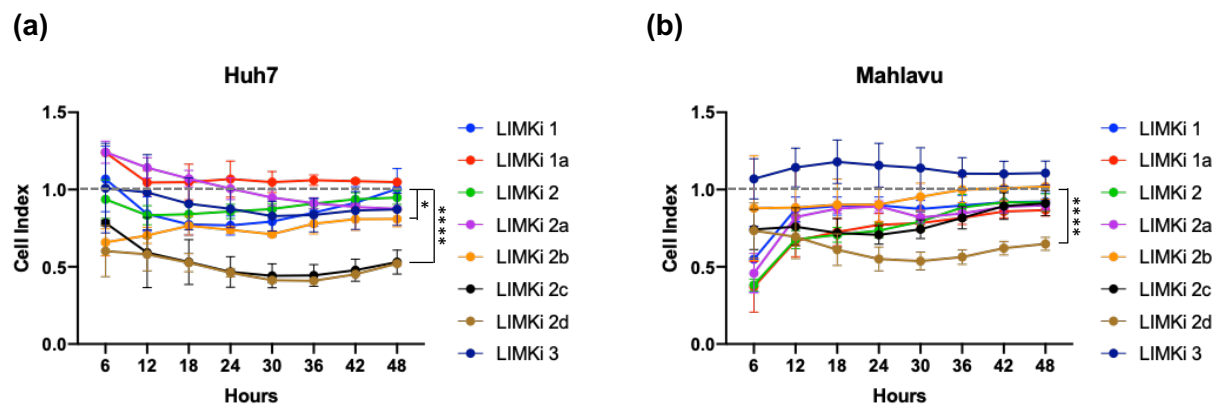 (a)
Huh7
Cell Index
1.5
1.0
0.5
0.0
6 12 18 24 30 36 42 48
Hours
*
****
LIMKi 1
LIMKi 1a
LIMKi 2
LIMKi 2a
LIMKi 2b
LIMKi 2c
LIMKi 2d
LIMKi 3
(b)
Mahlavu
Cell Index
1.5
1.0
0.5
0.0
6 12 18 24 30 36 42 48
Hours
****
LIMKi 1
LIMKi 1a
LIMKi 2
LIMKi 2a
LIMKi 2b
LIMKi 2c
LIMKi 2d
LIMKi 3